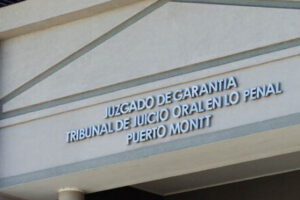 JUZGADO DE GARANTIA
TRIBUNAL DE JUICIO ORAL EN LO PENAL
PUERTO MONTT